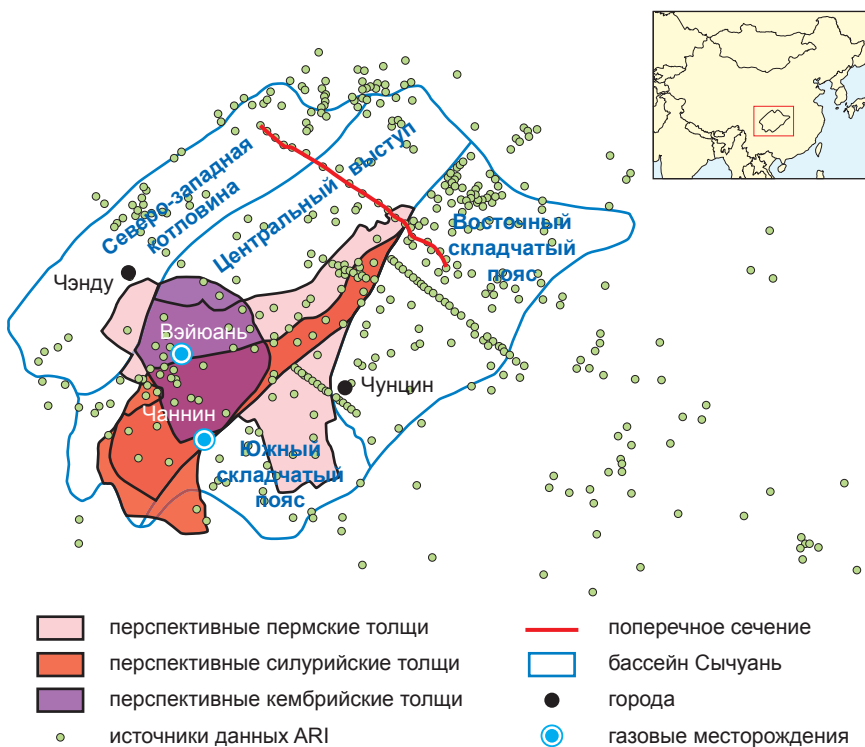 Северо-западная
котловина
Центральный выступ
Восточный
складчатый
пояс
Чэнду
Вэйюань
Чунцин
Чаннин
Южный
складчатый
пояс
перспективные пермские толщи
перспективные силурийские толщи
перспективные кембрийские толщи
источники данных ARI
поперечное сечение
бассейн Сычуань
города
газовые месторождения